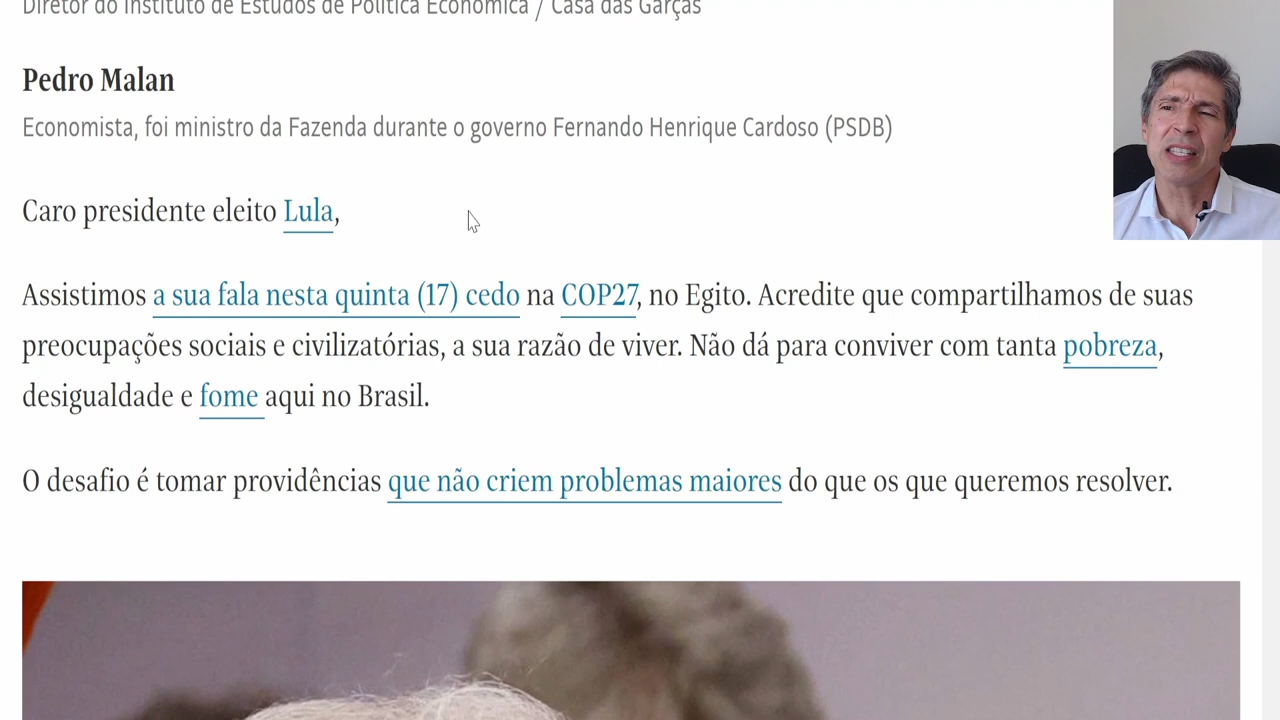 Diretor do Instituto de Estudos de Política Econômica / Casa das Garças
Pedro Malan
Economista, foi ministro da Fazenda durante o governo Fernando Henrique Cardoso (PSDB)
Caro presidente eleito Lula,
Assistimos a sua fala nesta quinta (17) cedo na COP27, no Egito. Acredite que compartilhamos de suas
preocupações sociais e civilizatórias, a sua razão de viver. Não dá para conviver com tanta pobreza,
desigualdade e fome aqui no Brasil.
O desafio é tomar providências que não criem problemas maiores do que os que queremos resolver.